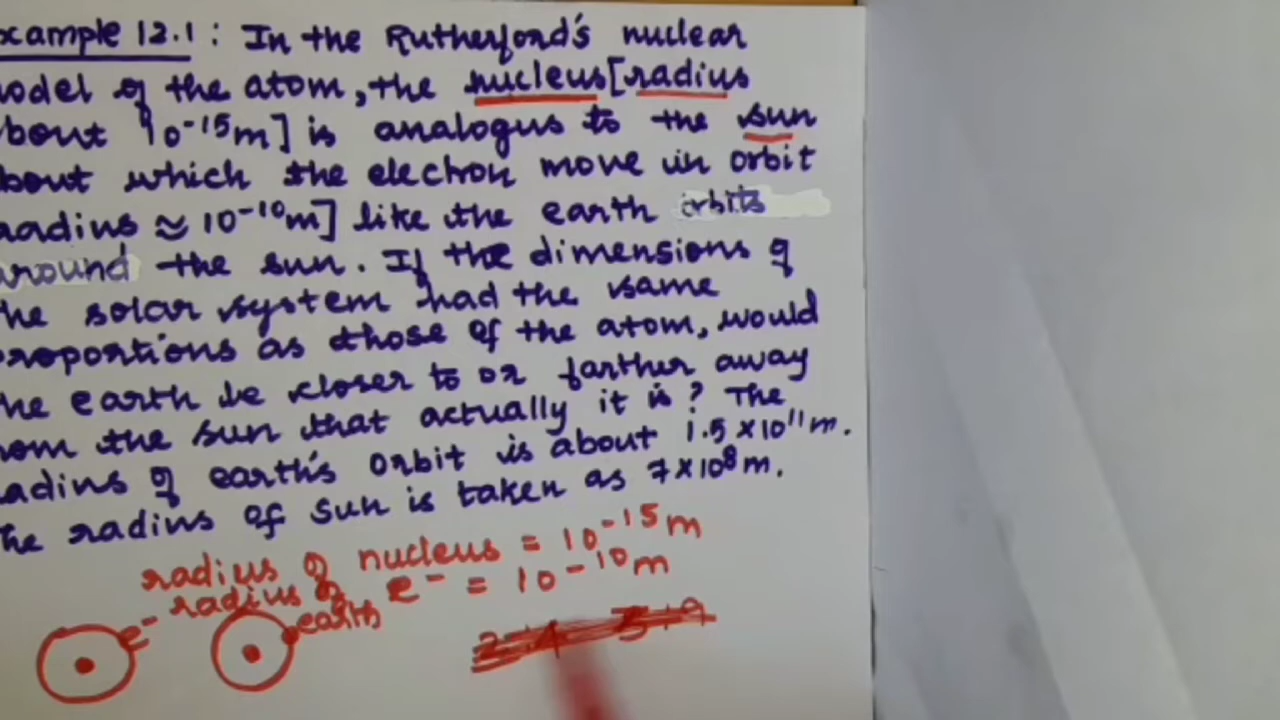 xample 12.1 : In the Rutherford's nuclear
odel of the atom, the nucleus [radius
bout 10-15m] is analogus to the sun
bout which the electron move in orbit
radius ≈ 10-10m] like the earth orbits
around the sun. If the dimensions of
he solar system had the same
proportions as those of the atom, would
he earth be closer to or farther away
rom the sun that actually it is? The
radius of earth's orbit is about 1.5 x 10¹¹m.
he radius of sun is taken as 7 x 10⁸m.
radius of nucleus = 10-15m
radius of e- = 10-10m
e- earth